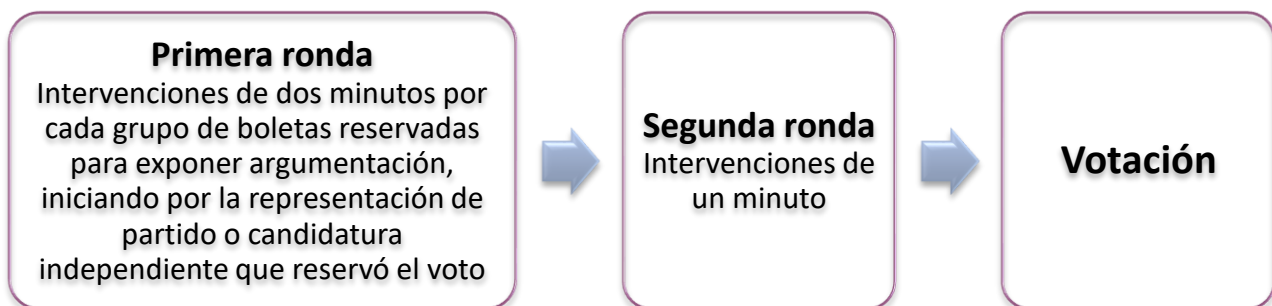 Primera ronda
Intervenciones de dos minutos por
cada grupo de boletas reservadas
para exponer argumentación,
iniciando por la representación de
partido o candidatura
independiente que reservó el voto
Segunda ronda
Intervenciones de
un minuto
Votación